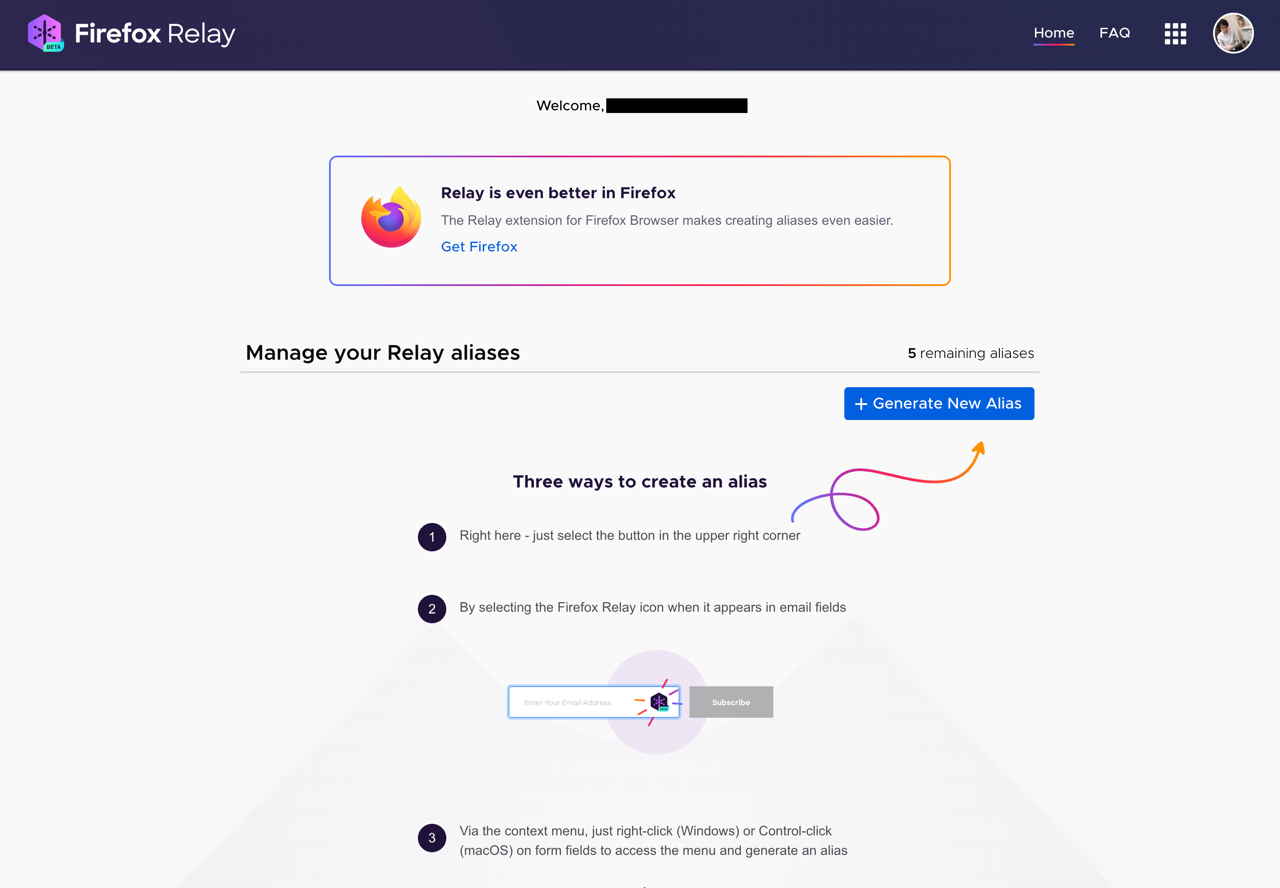 Firefox Relay
BETA
Home
FAQ
Welcome,
Relay is even better in Firefox
The Relay extension for Firefox Browser makes creating aliases even easier.
Get Firefox
Manage your Relay aliases
5 remaining aliases
+ Generate New Alias
Three ways to create an alias
1 Right here - just select the button in the upper right corner
2 By selecting the Firefox Relay icon when it appears in email fields
Enter Your Email Address
BETA
Subscribe
3 Via the context menu, just right-click (Windows) or Control-click
(macOS) on form fields to access the menu and generate an alias